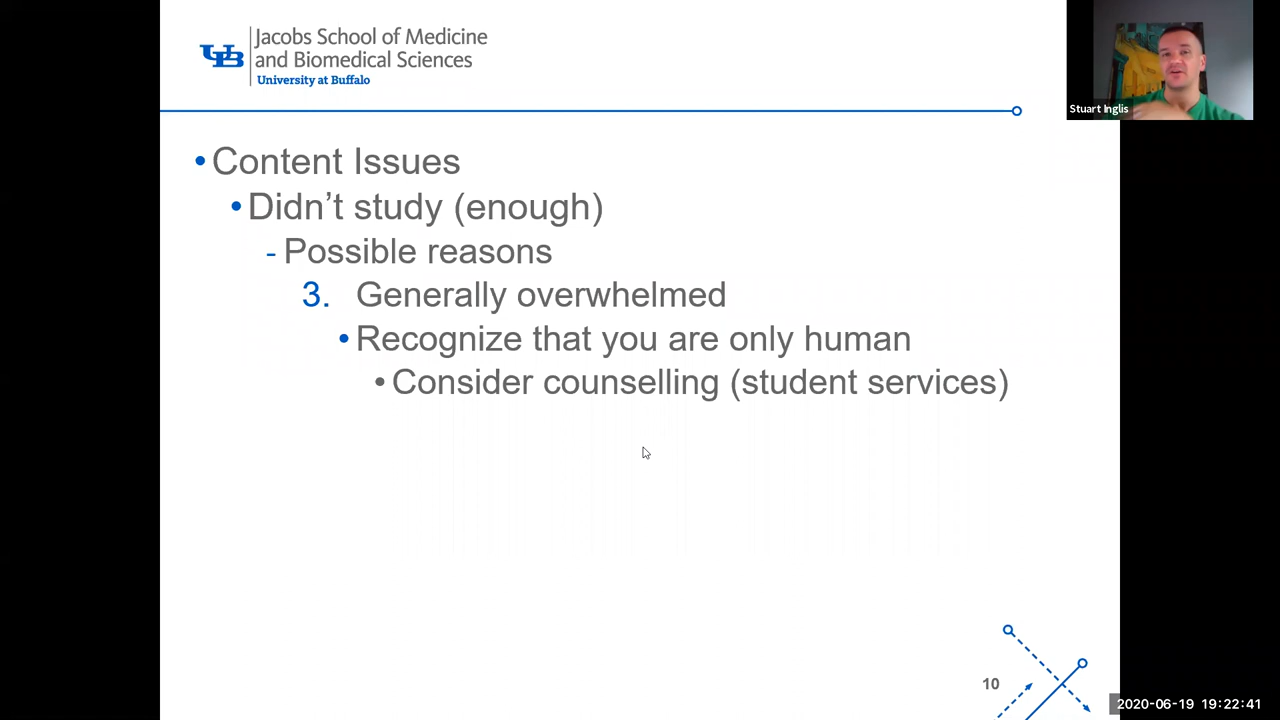 UB
Jacobs School of Medicine
and Biomedical Sciences
University at Buffalo
Stuart Inglis
• Content Issues
• Didn't study (enough)
- Possible reasons
3. Generally overwhelmed
• Recognize that you are only human
• Consider counselling (student services)
10
2020-06-19 19:22:41